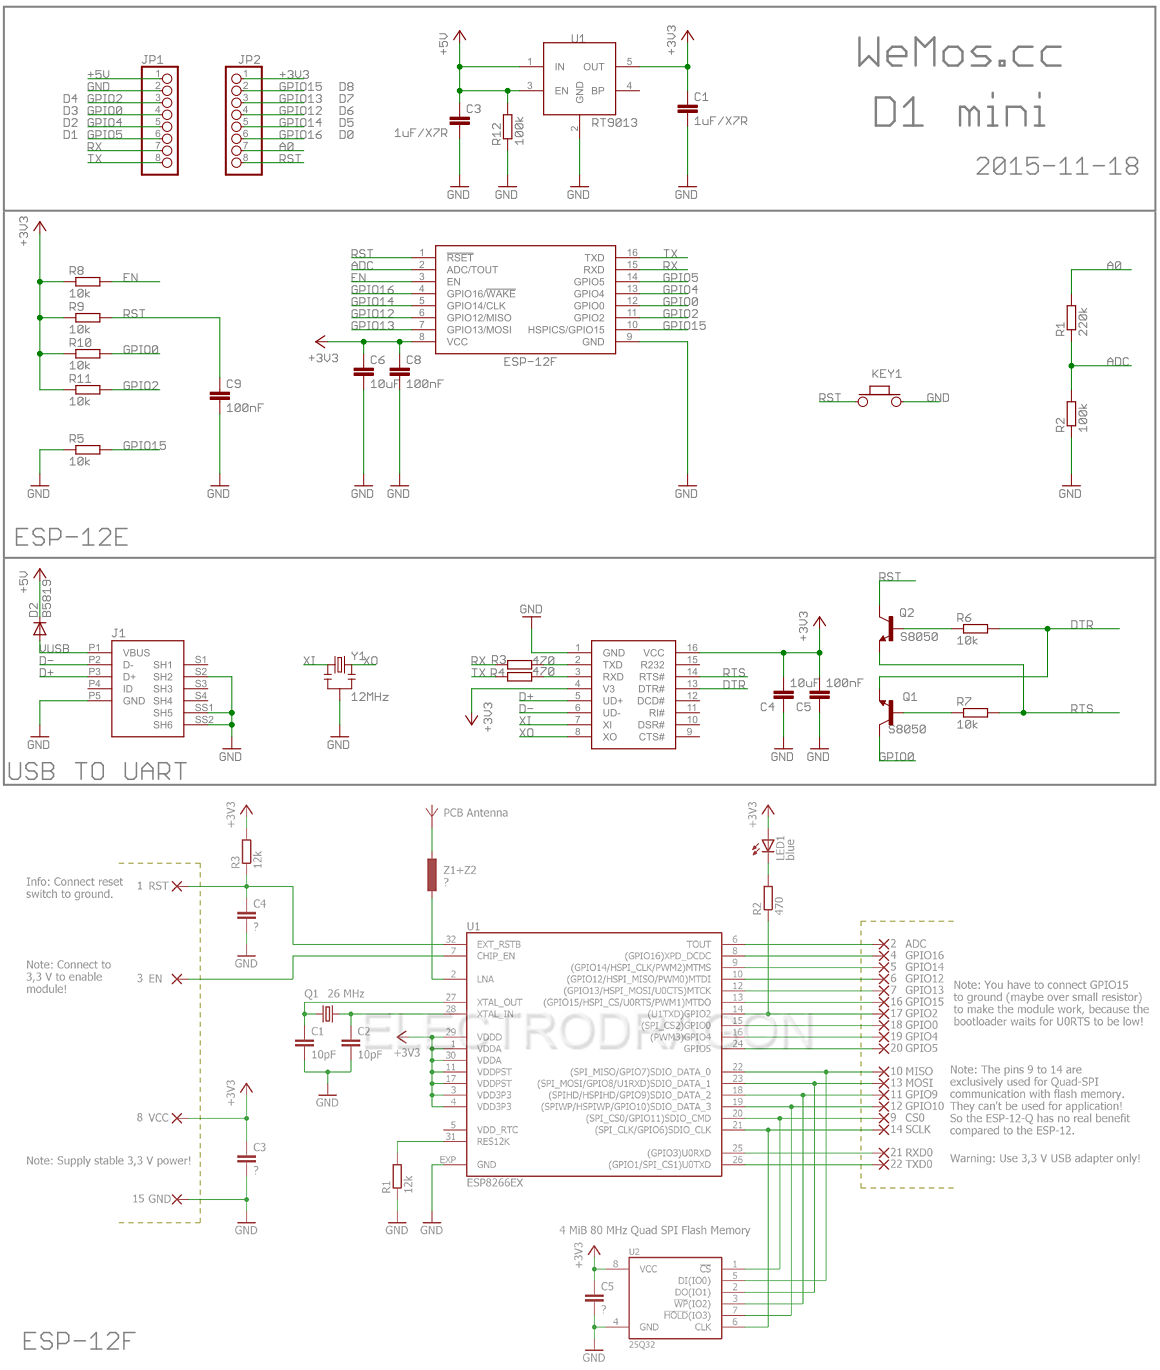 WeMos.cc
D1 mini
2015-11-18
JP1
+5V 1
GND 2
D4 GPIO2 3
D3 GPIO0 4
D2 GPIO4 5
D1 GPIO5 6
RX 7
TX 8
JP2
1 +3V3
2 GPIO15 D8
3 GPIO13 D7
4 GPIO12 D6
5 GPIO14 D5
6 GPIO16 D0
7 A0
8 RST
+5V
U1
+3V3
1 IN OUT 5
3 EN BP 4
GND
2
RT9013
C3
1uF/X7R
R12
100k
C1
1uF/X7R
GND
GND
GND
GND
+3V3
R8
10k
EN
R9
10k
RST
R10
10k
GPIO0
R11
10k
GPIO2
C9
100nF
R5
10k
GPIO15
GND
GND
RST 1 RSET TXD 16 TX
ADC 2 ADC/TOUT RXD 15 RX
EN 3 EN GPIO5 14 GPIO5
GPIO16 4 GPIO16/WAKE GPIO4 13 GPIO4
GPIO14 5 GPIO14/CLK GPIO0 12 GPIO0
GPIO12 6 GPIO12/MISO GPIO2 11 GPIO2
GPIO13 7 GPIO13/MOSI HSPICS/GPIO15 10 GPIO15
8 VCC GND 9
+3V3
ESP-12F
C6
10uF
C8
100nF
GND
GND
GND
KEY1
RST
GND
A0
R1
220k
ADC
R2
100k
GND
ESP-12E
+5V
D2
B5819
J1
VUSB P1 VBUS
D- P2 D- SH1 S1
D+ P3 D+ SH2 S2
P4 ID SH3 S3
P5 GND SH4 S4
SH5 SS1
SH6 SS2
GND
GND
XI
Y1
XO
12MHz
GND
GND
1 GND VCC 16
RX R3 470 2 TXD R232 15
TX R4 470 3 RXD RTS# 14 RTS
4 V3 DTR# 13 DTR
D+ 5 UD+ DCD# 12
D- 6 UD- RI# 11
XI 7 XI DSR# 10
XO 8 XO CTS# 9
+3V3
+3V3
10uF
C4
100nF
C5
GND
GND
RST
Q2
S8050
R6
10k
DTR
Q1
S8050
R7
10k
RTS
GPIO0
USB TO UART
+3V3
R3
12k
Info: Connect reset
switch to ground.
1 RST
C4
?
GND
Note: Connect to
3,3 V to enable
module!
3 EN
+3V3
8 VCC
C3
?
Note: Supply stable 3,3 V power!
15 GND
GND
PCB Antenna
Z1+Z2
?
Q1 26 MHz
C1
10pF
C2
10pF
GND
+3V3
R1
12k
GND
GND
+3V3
LED1
blue
R2
470
U1
32 EXT_RSTB TOUT 6
7 CHIP_EN (GPIO16)XPD_DCDC 8
(GPIO14/HSPI_CLK/PWM2)MTMS 9
2 LNA (GPIO12/HSPI_MISO/PWM0)MTDI 10
(GPIO13/HSPI_MOSI/U0CTS)MTCK 12
27 XTAL_OUT (GPIO15/HSPI_CS/U0RTS/PWM1)MTDO 13
28 XTAL_IN (U1TXD)GPIO2 14
(SPI_CS2)GPIO0 15
29 VDDD (PWM3)GPIO4 16
1 VDDA GPIO5 24
30 VDDA
11 VDDPST (SPI_MISO/GPIO7)SDIO_DATA_0 22
17 VDDPST (SPI_MOSI/GPIO8/U1RXD)SDIO_DATA_1 23
3 VDD3P3 (SPIHD/HSPIHD/GPIO9)SDIO_DATA_2 18
4 VDD3P3 (SPIWP/HSPIWP/GPIO10)SDIO_DATA_3 19
(SPI_CS0/GPIO11)SDIO_CMD 20
5 VDD_RTC (SPI_CLK/GPIO6)SDIO_CLK 21
31 RES12K
(GPIO3)U0RXD 25
EXP GND (GPIO1/SPI_CS1)U0TXD 26
ESP8266EX
ELECTRODRAGON
2 ADC
4 GPIO16
5 GPIO14
6 GPIO12
7 GPIO13
16 GPIO15
17 GPIO2
18 GPIO0
19 GPIO4
20 GPIO5
10 MISO
13 MOSI
11 GPIO9
12 GPIO10
9 CS0
14 SCLK
21 RXD0
22 TXD0
Note: You have to connect GPIO15
to ground (maybe over small resistor)
to make the module work, because the
bootloader waits for U0RTS to be low!
Note: The pins 9 to 14 are
exclusively used for Quad-SPI
communication with flash memory.
They can't be used for application!
So the ESP-12-Q has no real benefit
compared to the ESP-12.
Warning: Use 3,3 V USB adapter only!
4 MiB 80 MHz Quad SPI Flash Memory
+3V3
U2
8 VCC CS 1
DI(IO0) 5
DO(IO1) 2
WP(IO2) 3
HOLD(IO3) 7
4 GND CLK 6
25Q32
C5
?
GND
ESP-12F